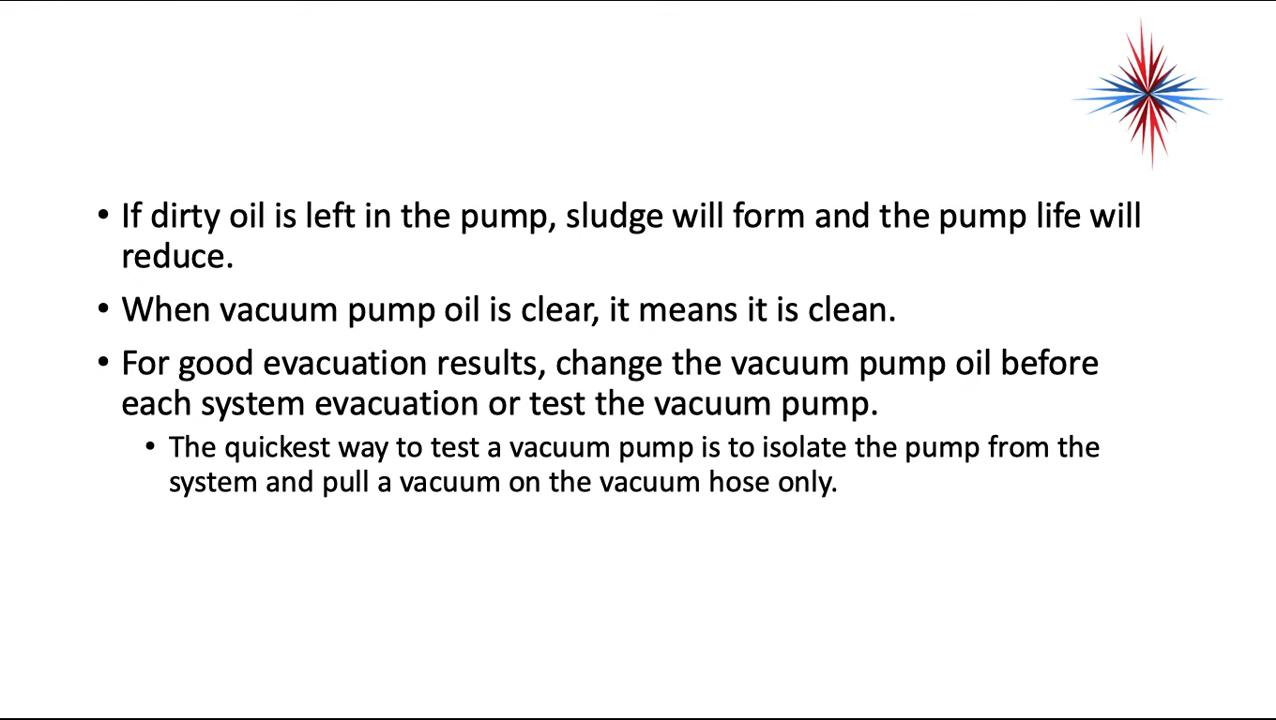 • If dirty oil is left in the pump, sludge will form and the pump life will
reduce.
• When vacuum pump oil is clear, it means it is clean.
• For good evacuation results, change the vacuum pump oil before
each system evacuation or test the vacuum pump.
• The quickest way to test a vacuum pump is to isolate the pump from the
system and pull a vacuum on the vacuum hose only.